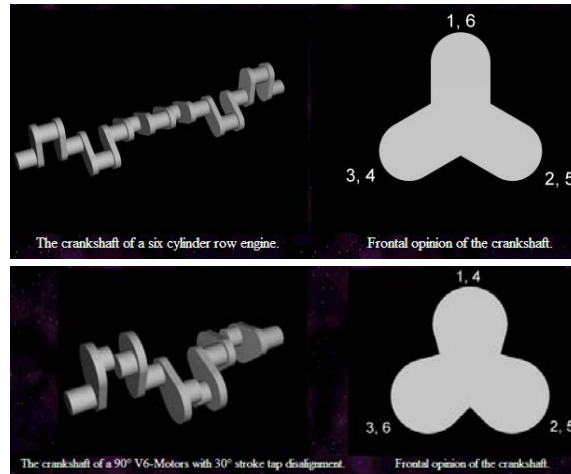 1, 6
3, 4
2, 5
The crankshaft of a six cylinder row engine.
Frontal opinion of the crankshaft.
1, 4
3, 6
2, 5
The crankshaft of a 90° V6-Motors with 30° stroke tap disalignment.
Frontal opinion of the crankshaft.